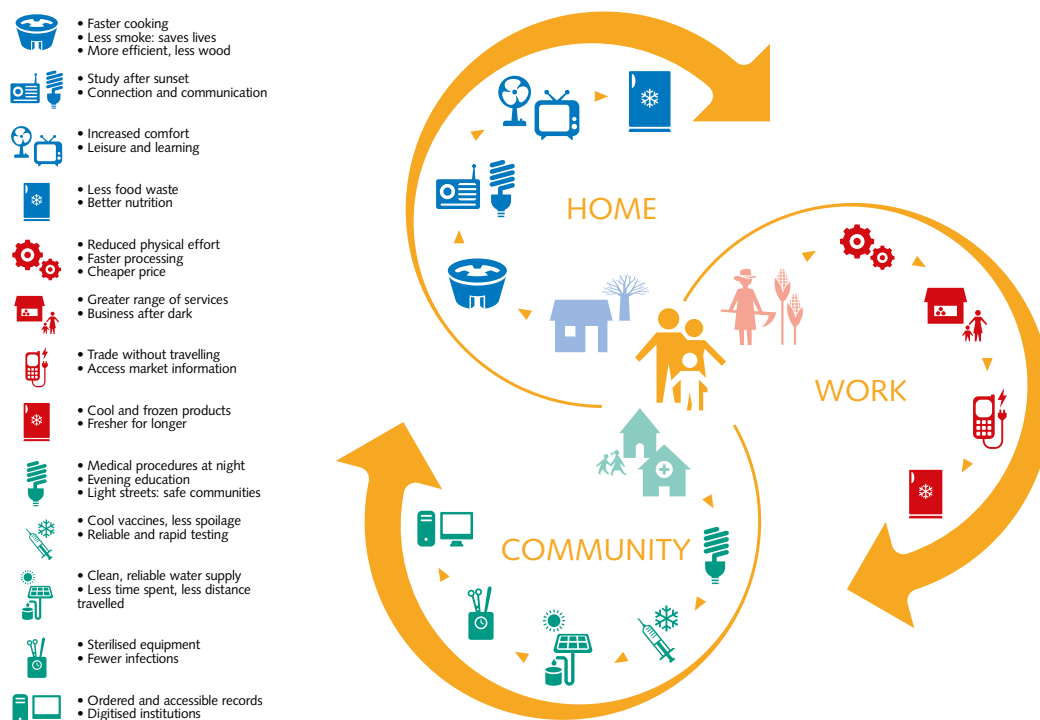 • Faster cooking
• Less smoke: saves lives
• More efficient, less wood
• Study after sunset
• Connection and communication
• Increased comfort
• Leisure and learning
• Less food waste
• Better nutrition
• Reduced physical effort
• Faster processing
• Cheaper price
• Greater range of services
• Business after dark
• Trade without travelling
• Access market information
• Cool and frozen products
• Fresher for longer
• Medical procedures at night
• Evening education
• Light streets: safe communities
• Cool vaccines, less spoilage
• Reliable and rapid testing
• Clean, reliable water supply
• Less time spent, less distance
travelled
• Sterilised equipment
• Fewer infections
• Ordered and accessible records
• Digitised institutions
HOME
WORK
COMMUNITY